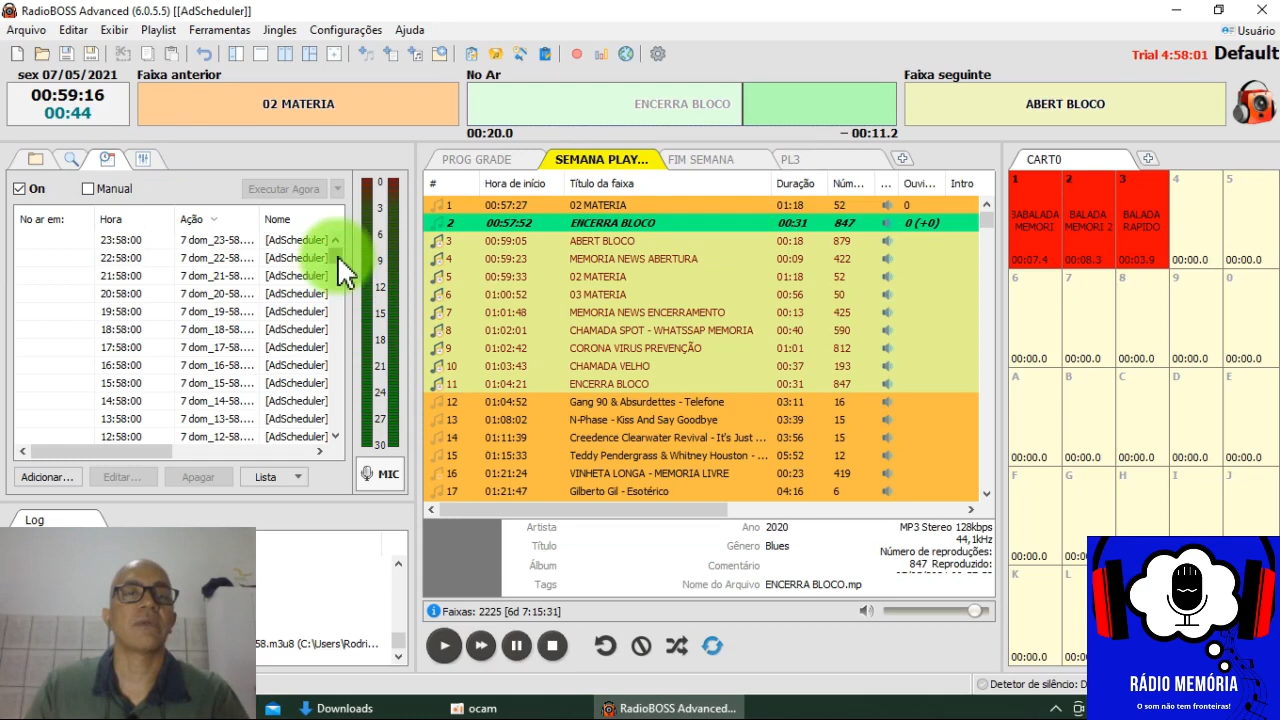 RadioBOSS Advanced (6.0.5.5) [[AdScheduler]]
Arquivo Editar Exibir Playlist Ferramentas Jingles Configurações Ajuda
Usuário
Trial 4:58:01 Default
sex 07/05/2021 Faixa anterior No Ar Faixa seguinte
00:59:16
00:44
02 MATERIA ENCERRA BLOCO ABERT BLOCO
00:20.0 – 00:11.2
PROG GRADE SEMANA PLAY... FIM SEMANA PL3 CART0
On Manual Executar Agora
No ar em: Hora Ação Nome
23:58:00 7 dom_23-58.... [AdScheduler]
22:58:00 7 dom_22-58.... [AdScheduler]
21:58:00 7 dom_21-58.... [AdScheduler]
20:58:00 7 dom_20-58.... [AdScheduler]
19:58:00 7 dom_19-58.... [AdScheduler]
18:58:00 7 dom_18-58.... [AdScheduler]
17:58:00 7 dom_17-58.... [AdScheduler]
16:58:00 7 dom_16-58.... [AdScheduler]
15:58:00 7 dom_15-58.... [AdScheduler]
14:58:00 7 dom_14-58.... [AdScheduler]
13:58:00 7 dom_13-58.... [AdScheduler]
12:58:00 7 dom_12-58.... [AdScheduler]
Adicionar... Editar... Apagar Lista
0
3
6
9
12
15
18
21
24
27
30
MIC
# Hora de início Título da faixa Duração Núm... ... Ouvi... Intro
1 00:57:27 02 MATERIA 01:18 52 0
2 00:57:52 ENCERRA BLOCO 00:31 847 0 (+0)
3 00:59:05 ABERT BLOCO 00:18 879
4 00:59:23 MEMORIA NEWS ABERTURA 00:09 422
5 00:59:33 02 MATERIA 01:18 52
6 01:00:52 03 MATERIA 00:56 50
7 01:01:48 MEMORIA NEWS ENCERRAMENTO 00:13 425
8 01:02:01 CHAMADA SPOT - WHATSSAP MEMORIA 00:40 590
9 01:02:42 CORONA VIRUS PREVENÇÃO 01:01 812
10 01:03:43 CHAMADA VELHO 00:37 193
11 01:04:21 ENCERRA BLOCO 00:31 847
12 01:04:52 Gang 90 & Absurdettes - Telefone 03:11 16
13 01:08:02 N-Phase - Kiss And Say Goodbye 03:39 15
14 01:11:39 Creedence Clearwater Revival - It's Just ... 03:56 15
15 01:15:33 Teddy Pendergrass & Whitney Houston - ... 05:52 12
16 01:21:24 VINHETA LONGA - MEMORIA LIVRE 00:23 419
17 01:21:47 Gilberto Gil - Esotérico 04:16 6
1 2 3 4 5
BABALADA MEMORI BALADA MEMORI 2 BALADA RAPIDO
00:07.4 00:08.3 00:03.9 00:00.0 00:00.0
6 7 8 9 0
00:00.0 00:00.0 00:00.0 00:00.0 00:00.0
A B C D E
00:00.0 00:00.0 00:00.0 00:00.0 00:00.0
F G H I J
00:00.0
K L
00:00.0
Log
58.m3u8 (C:\Users\Rodri...
Artista Ano 2020 MP3 Stereo 128kbps
44,1kHz
Título Gênero Blues Número de reproduções:
Álbum Comentário 847 Reproduzido:
Tags Nome do Arquivo ENCERRA BLOCO.mp
Faixas: 2225 [6d 7:15:31]
Detetor de silêncio: D
Downloads ocam RadioBOSS Advanced...
RÁDIO MEMÓRIA
O som não tem fronteiras!